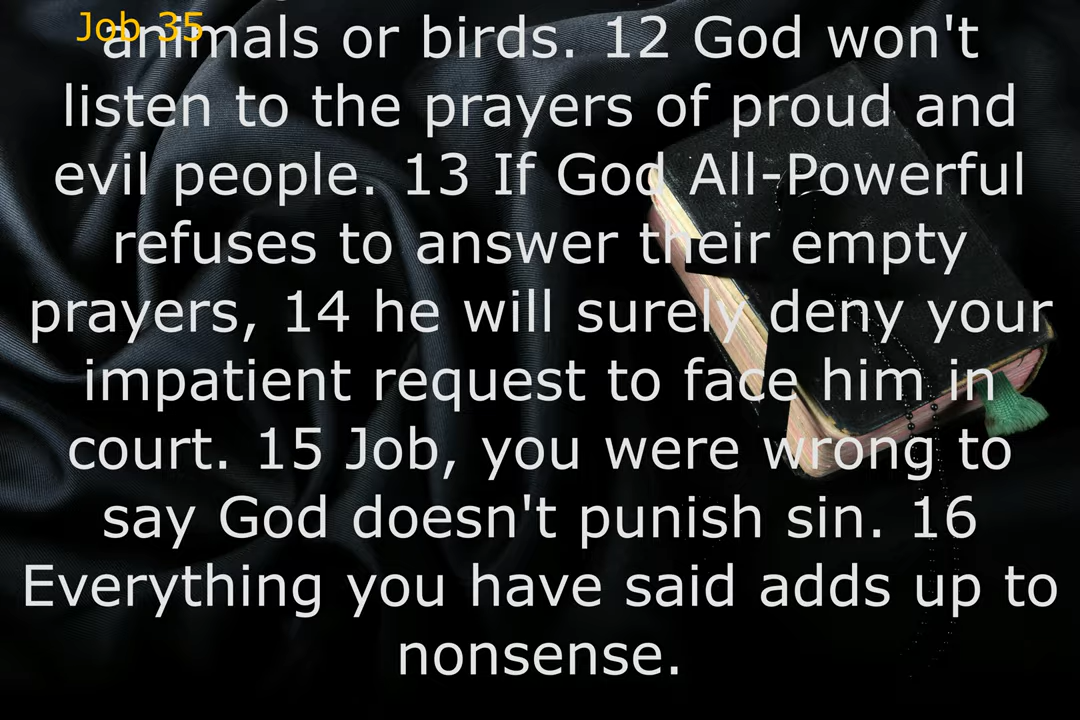 Job 35
animals or birds. 12 God won't
listen to the prayers of proud and
evil people. 13 If God All-Powerful
refuses to answer their empty
prayers, 14 he will surely deny your
impatient request to face him in
court. 15 Job, you were wrong to
say God doesn't punish sin. 16
Everything you have said adds up to
nonsense.